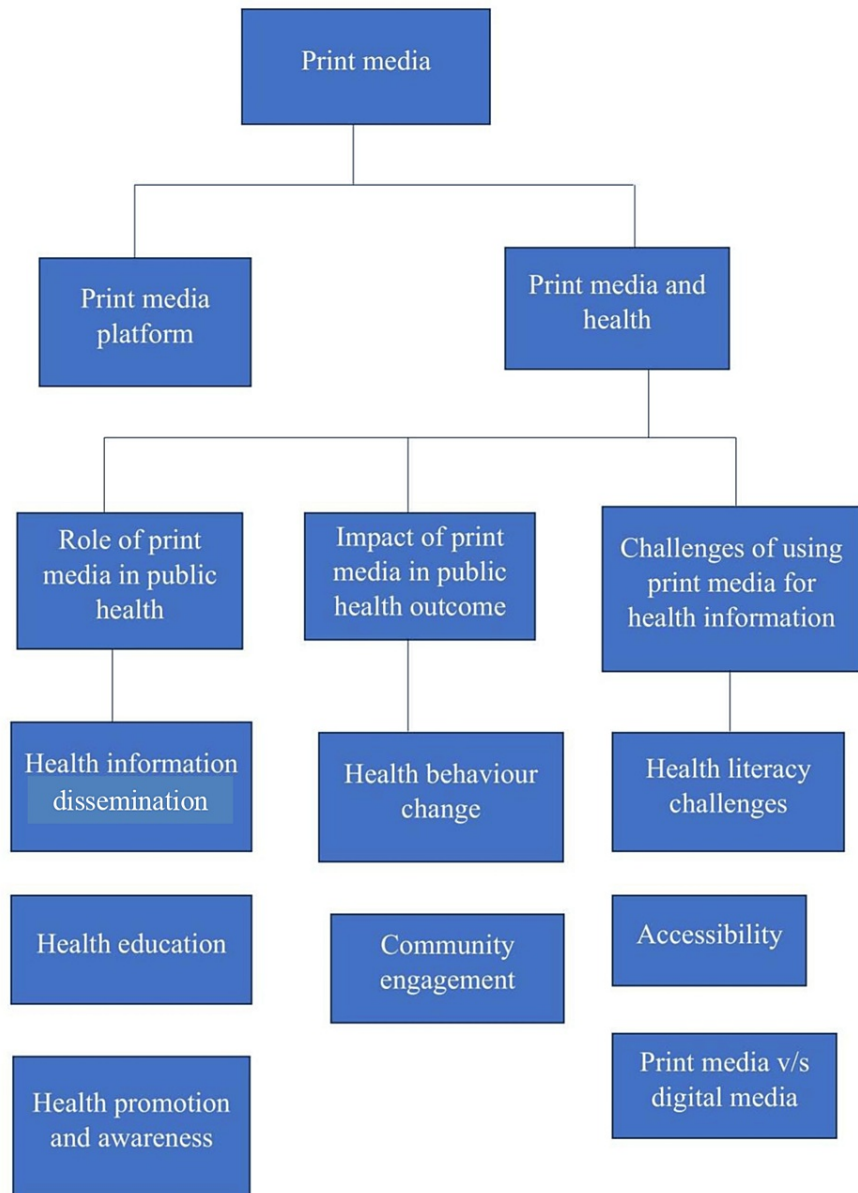 Print media
Print media
platform
Print media and
health
Role of print
media in public
health
Impact of print
media in public
health outcome
Challenges of using
print media for
health information
Health information
dissemination
Health behaviour
change
Health literacy
challenges
Health education
Community
engagement
Accessibility
Health promotion
and awareness
Print media v/s
digital media